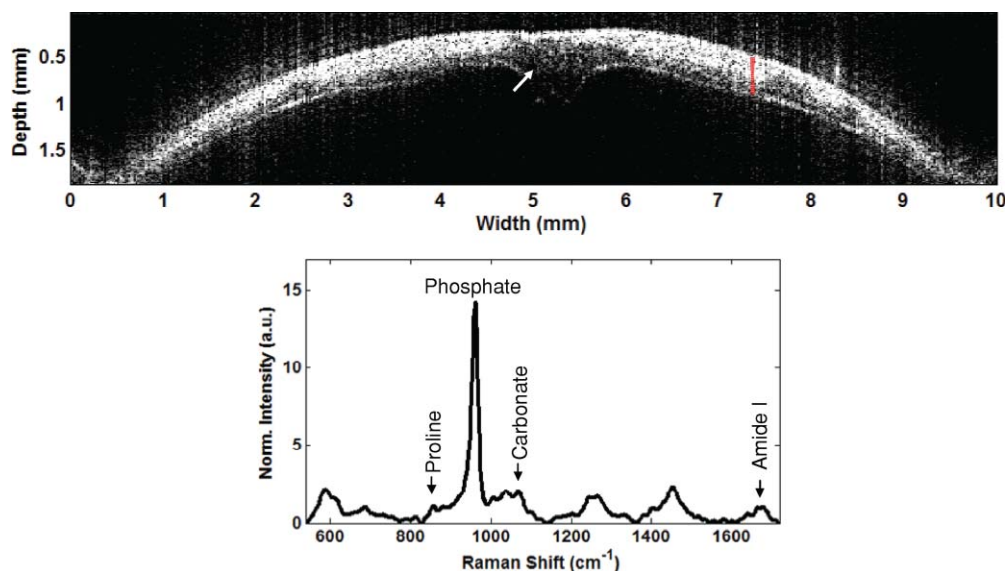 Depth (mm)
0.5
1
1.5
0 1 2 3 4 5 6 7 8 9 10
Width (mm)
Norm. Intensity (a.u.)
15
10
5
0
Phosphate
Proline
Carbonate
Amide I
600 800 1000 1200 1400 1600
Raman Shift (cm⁻¹)